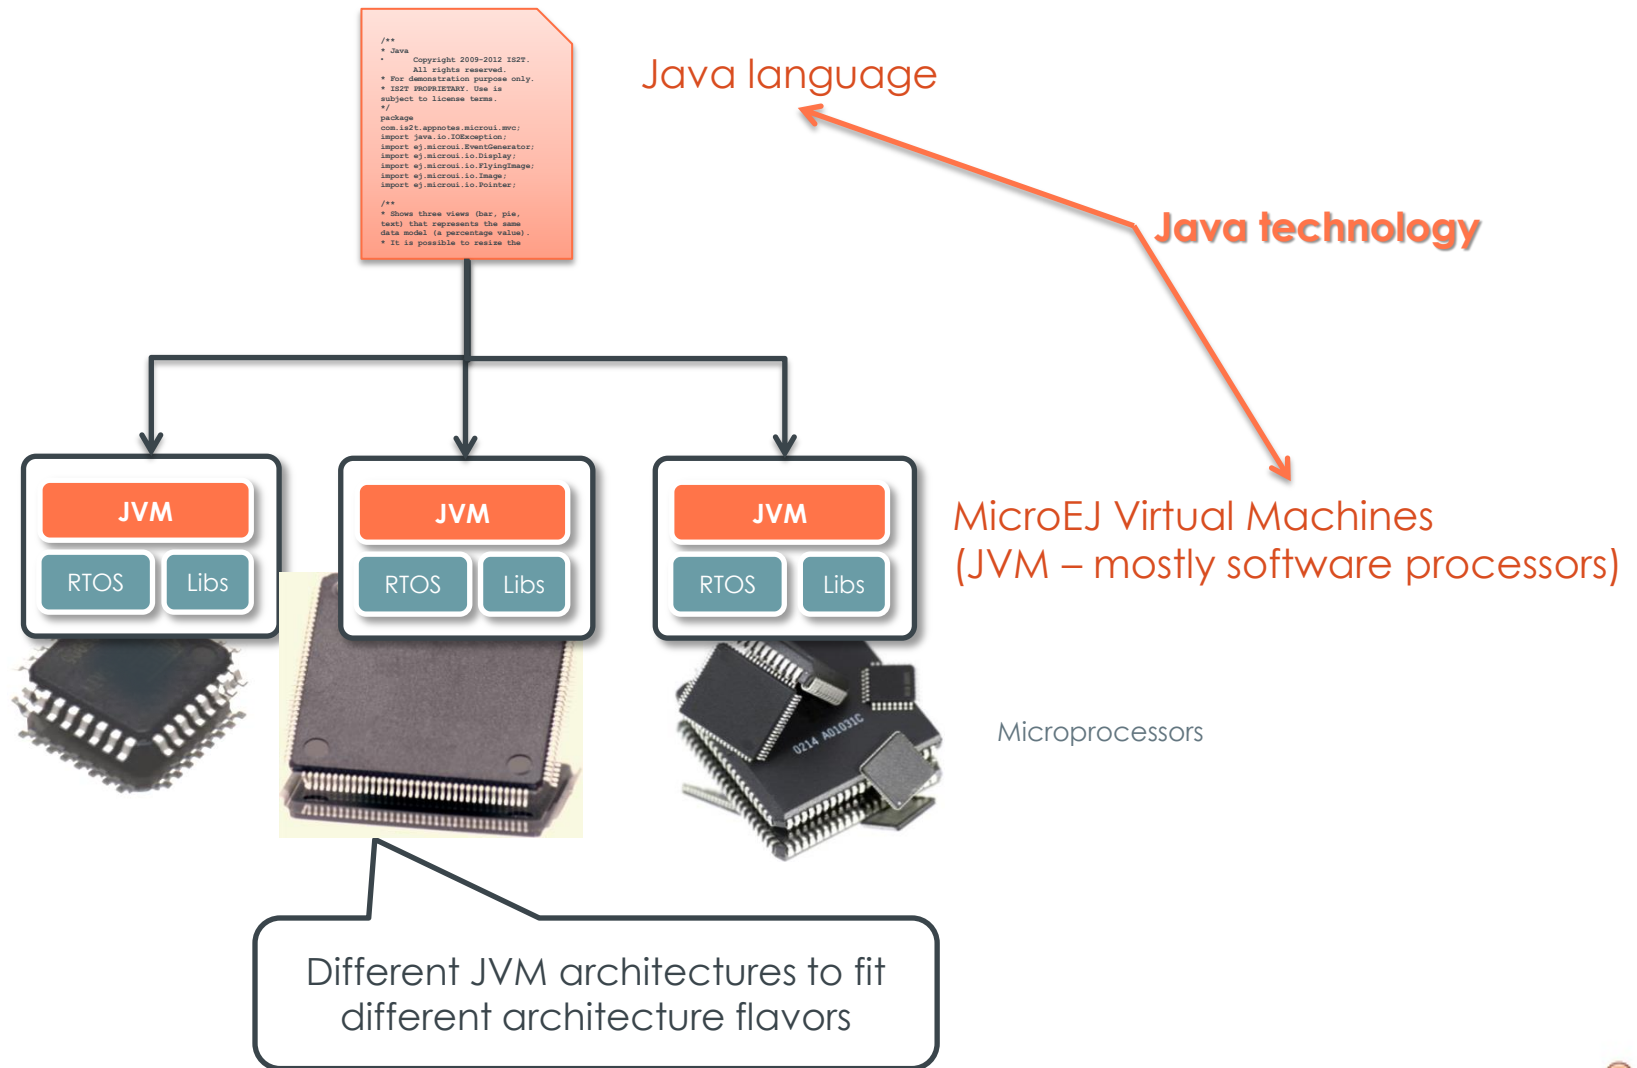 /**
* Java
* Copyright 2009-2012 IS2T.
All rights reserved.
* For demonstration purpose only.
* IS2T PROPRIETARY. Use is
subject to license terms.
*/
package
com.is2t.appnotes.microui.mvc;
import java.io.IOException;
import ej.microui.EventGenerator;
import ej.microui.io.Display;
import ej.microui.io.FlyingImage;
import ej.microui.io.Image;
import ej.microui.io.Pointer;
/**
* Shows three views (bar, pie,
text) that represents the same
data model (a percentage value).
* It is possible to resize the
Java language
Java technology
JVM
RTOS Libs
JVM
RTOS Libs
JVM
RTOS Libs
MicroEJ Virtual Machines
(JVM – mostly software processors)
0214 A01031C
Microprocessors
Different JVM architectures to fit
different architecture flavors